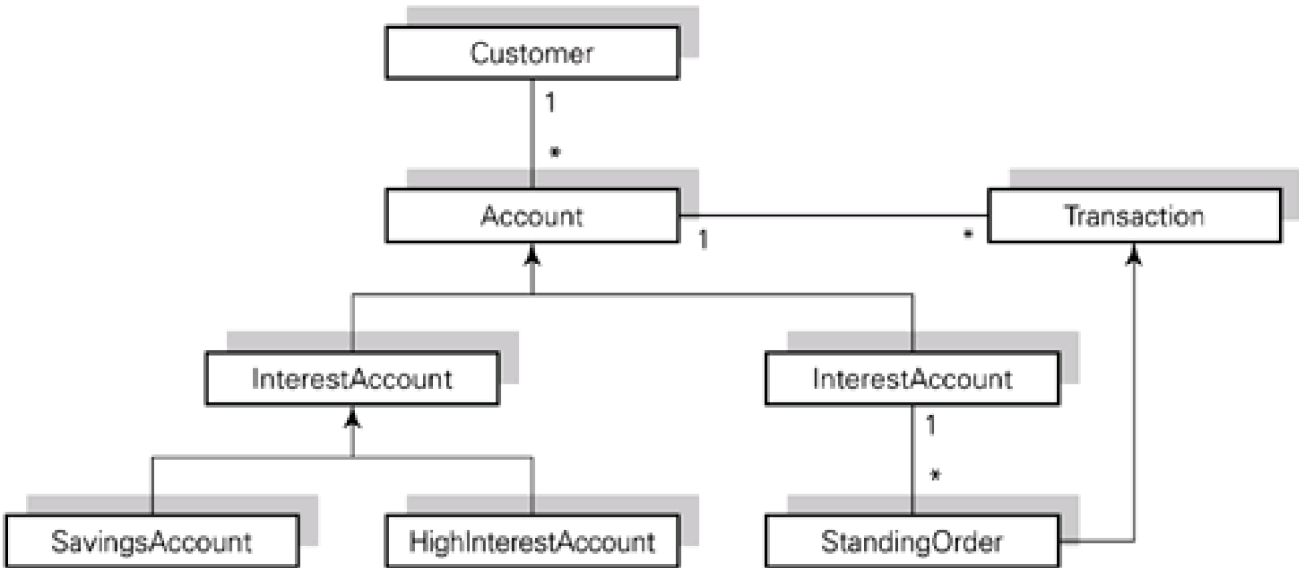 Customer
1
*
Account
1
*
Transaction
InterestAccount
InterestAccount
1
*
SavingsAccount
HighInterestAccount
StandingOrder